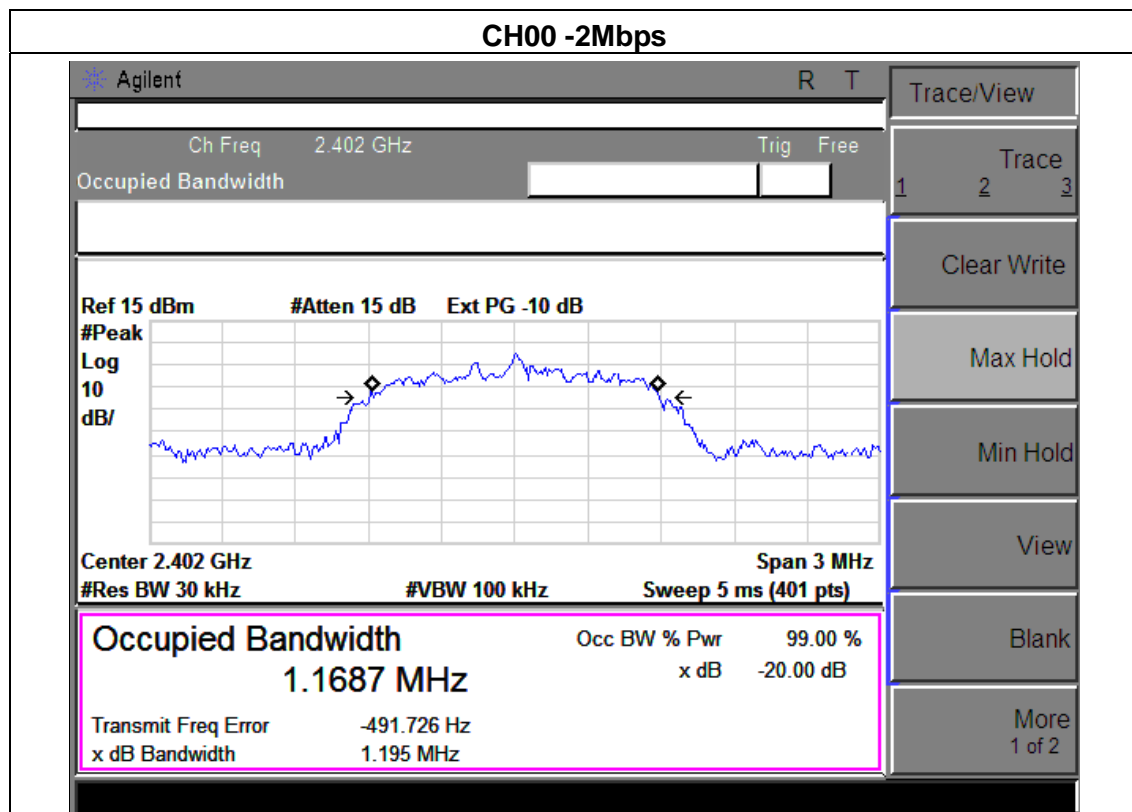 CH00 -2Mbps
Agilent R T
Trace/View
Ch Freq 2.402 GHz Trig Free
Occupied Bandwidth
Trace
1 2 3
Clear Write
Ref 15 dBm #Atten 15 dB Ext PG -10 dB
#Peak
Log
10
dB/
Max Hold
Min Hold
Center 2.402 GHz Span 3 MHz
#Res BW 30 kHz #VBW 100 kHz Sweep 5 ms (401 pts)
View
Occupied Bandwidth
1.1687 MHz
Occ BW % Pwr 99.00 %
x dB -20.00 dB
Transmit Freq Error -491.726 Hz
x dB Bandwidth 1.195 MHz
Blank
More
1 of 2